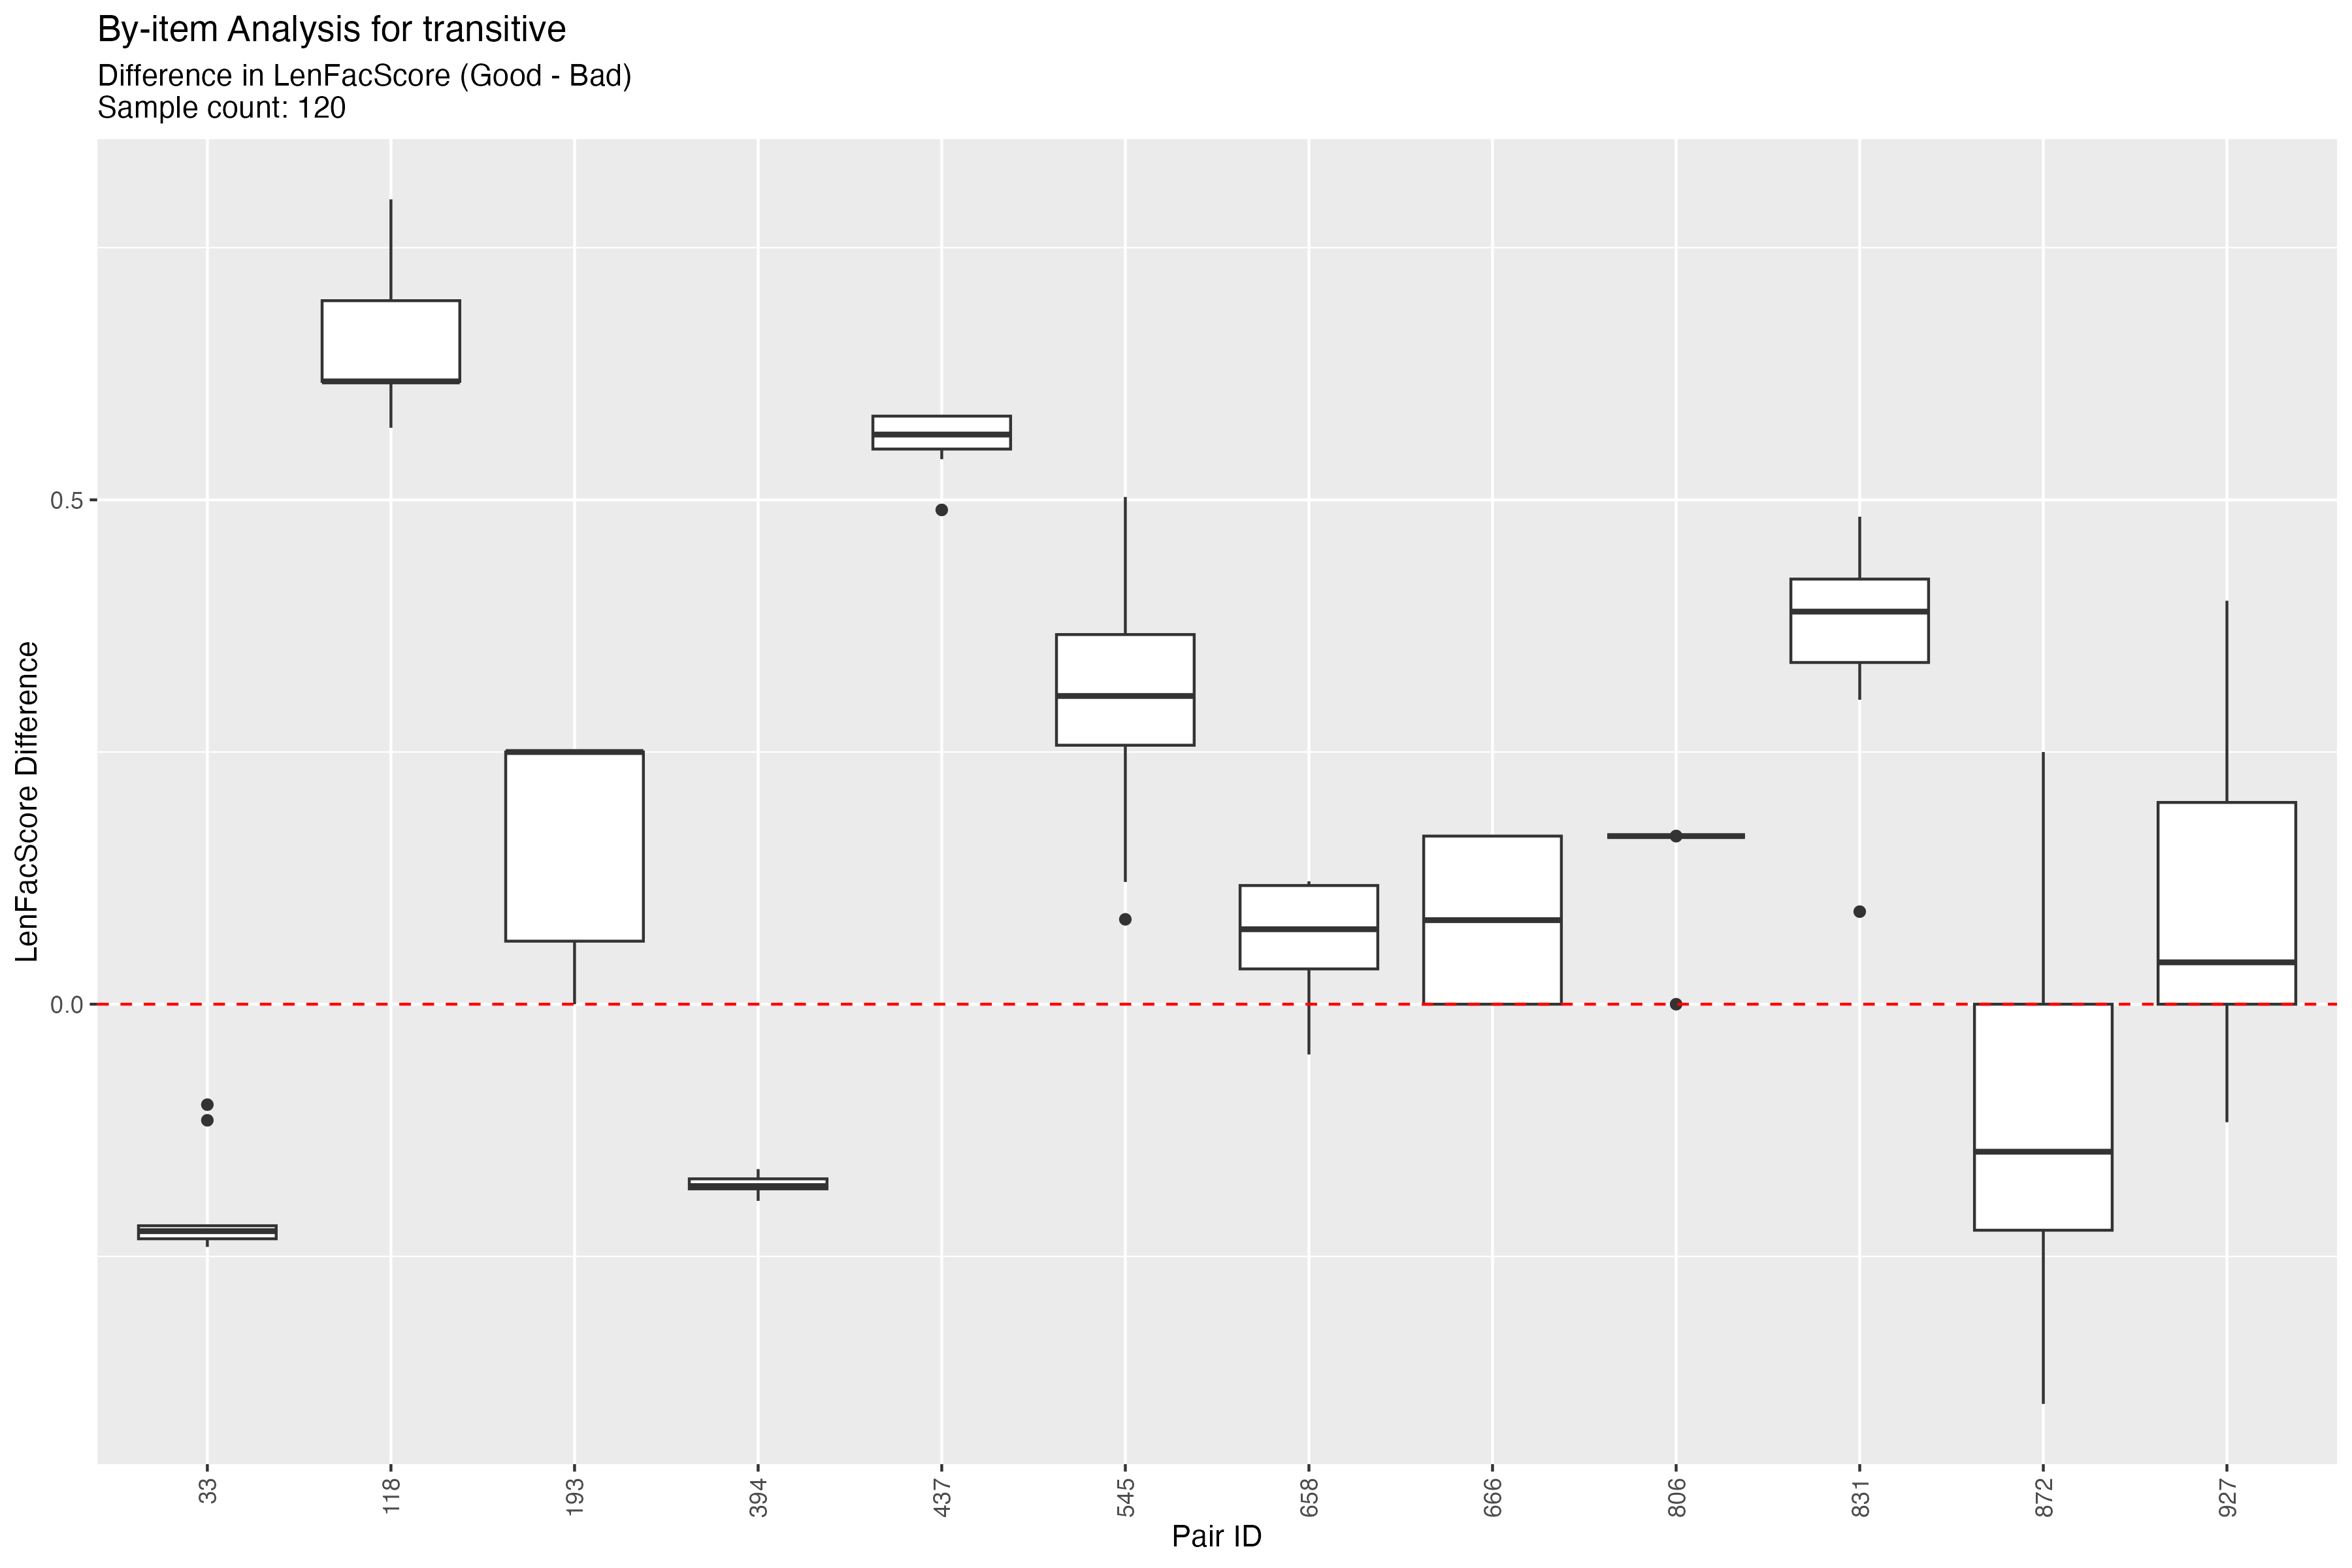 By-item Analysis for transitive
Difference in LenFacScore (Good - Bad)
Sample count: 120
LenFacScore Difference
0.5
0.0
33
118
193
394
437
545
658
666
806
831
872
927
Pair ID